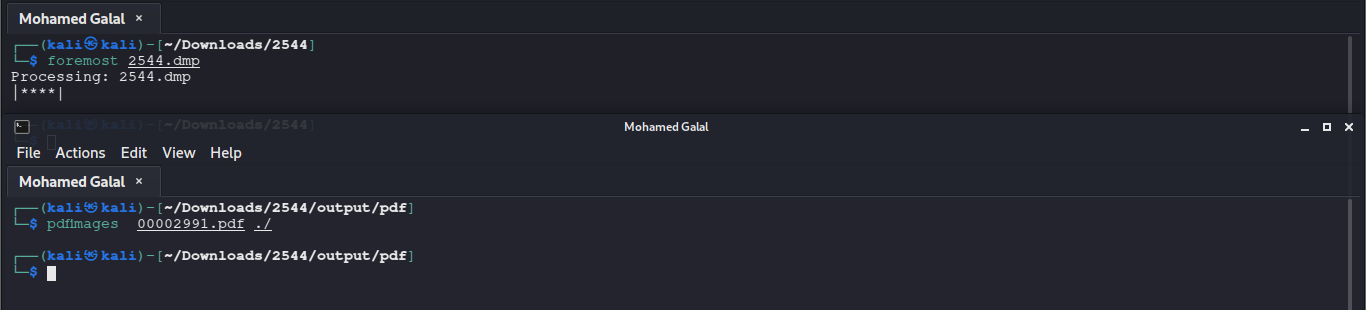 Mohamed Galal ×
┌──(kali㉿kali)-[~/Downloads/2544]
└─$ foremost 2544.dmp
Processing: 2544.dmp
|****|
(kali㉿kali)-[~/Downloads/2544]
$
Mohamed Galal
File Actions Edit View Help
Mohamed Galal ×
┌──(kali㉿kali)-[~/Downloads/2544/output/pdf]
└─$ pdfimages 00002991.pdf ./
┌──(kali㉿kali)-[~/Downloads/2544/output/pdf]
└─$